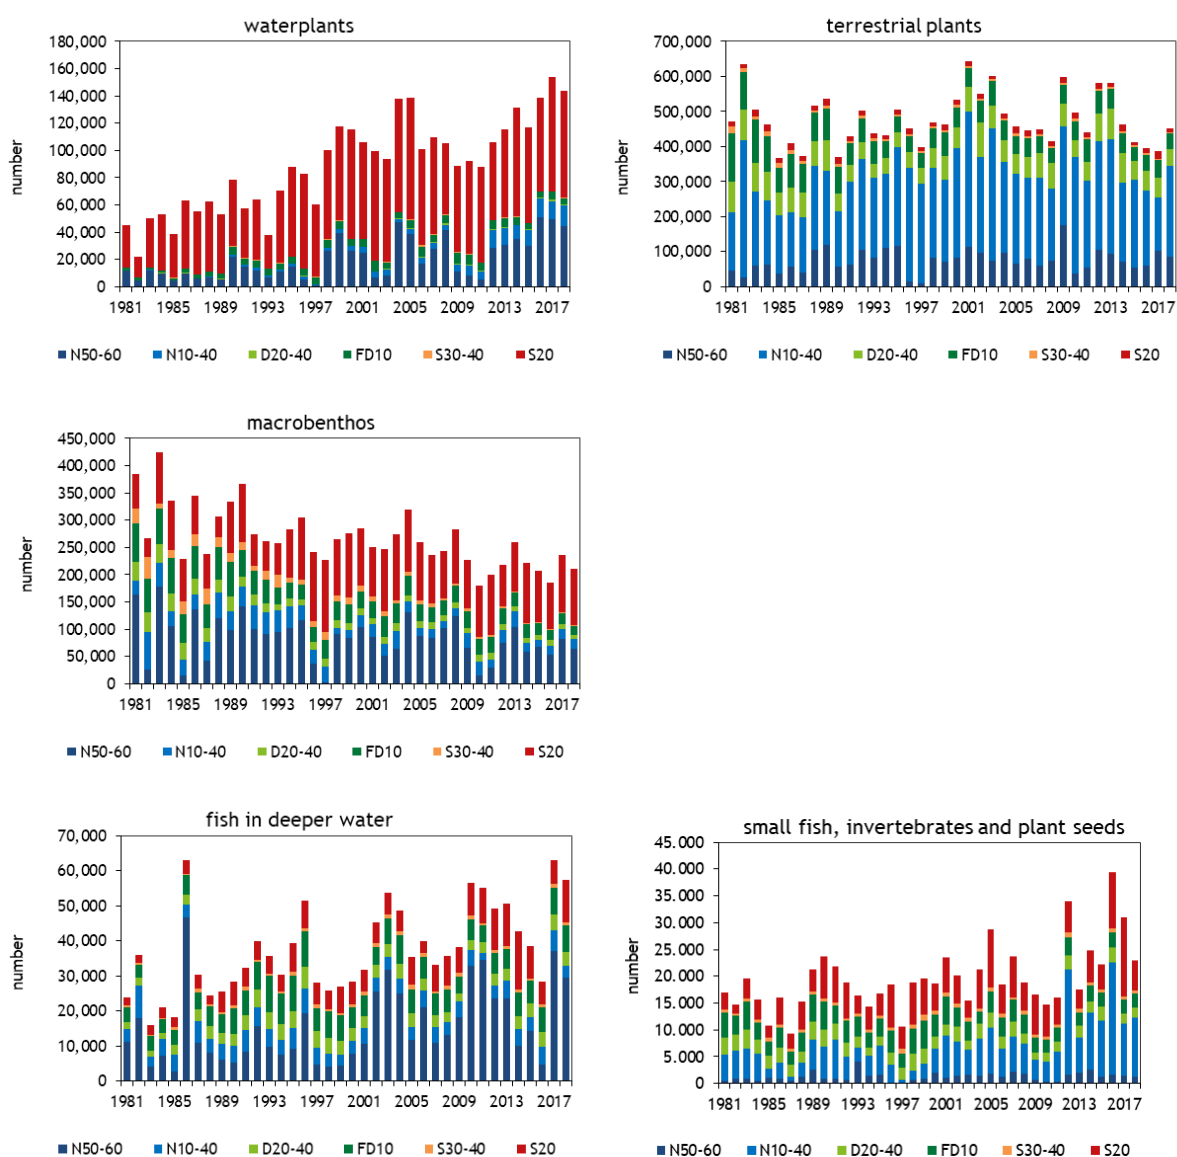 waterplants
180,000
160,000
140,000
120,000
100,000
80,000
60,000
40,000
20,000
0
number
1981 1985 1989 1993 1997 2001 2005 2009 2013 2017
N50-60 N10-40 D20-40 FD10 S30-40 S20
terrestrial plants
700,000
600,000
500,000
400,000
300,000
200,000
100,000
0
number
1981 1985 1989 1993 1997 2001 2005 2009 2013 2017
N50-60 N10-40 D20-40 FD10 S30-40 S20
macrobenthos
450,000
400,000
350,000
300,000
250,000
200,000
150,000
100,000
50,000
0
number
1981 1985 1989 1993 1997 2001 2005 2009 2013 2017
N50-60 N10-40 D20-40 FD10 S30-40 S20
fish in deeper water
70,000
60,000
50,000
40,000
30,000
20,000
10,000
0
number
1981 1985 1989 1993 1997 2001 2005 2009 2013 2017
N50-60 N10-40 D20-40 FD10 S30-40 S20
small fish, invertebrates and plant seeds
45.000
40.000
35.000
30.000
25.000
20.000
15.000
10.000
5.000
0
number
1981 1985 1989 1993 1997 2001 2005 2009 2013 2017
N50-60 N10-40 D20-40 FD10 S30-40 S20